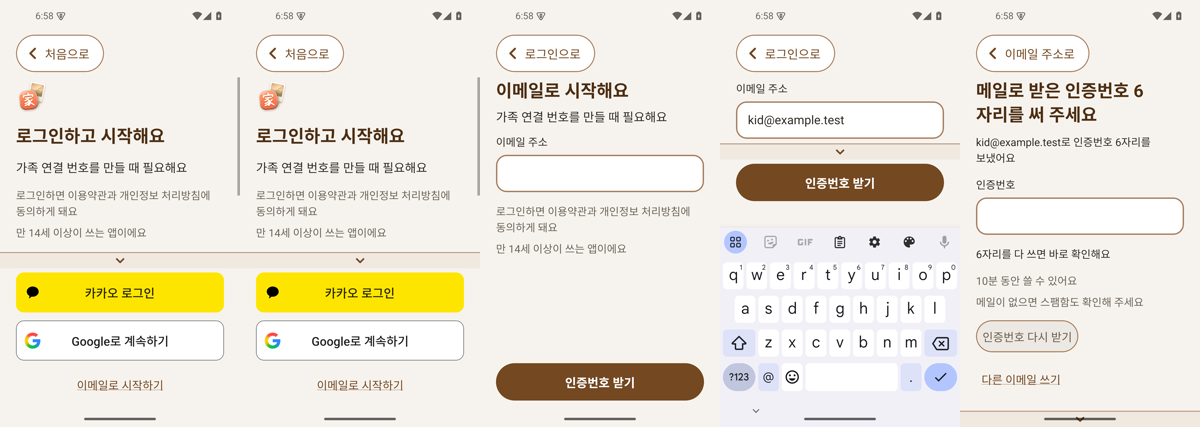 6:58
처음으로
家
로그인하고 시작해요
가족 연결 번호를 만들 때 필요해요
로그인하면 이용약관과 개인정보 처리방침에
동의하게 돼요
만 14세 이상이 쓰는 앱이에요
카카오 로그인
Google로 계속하기
이메일로 시작하기
6:58
처음으로
家
로그인하고 시작해요
가족 연결 번호를 만들 때 필요해요
로그인하면 이용약관과 개인정보 처리방침에
동의하게 돼요
만 14세 이상이 쓰는 앱이에요
카카오 로그인
Google로 계속하기
이메일로 시작하기
6:58
로그인으로
이메일로 시작해요
가족 연결 번호를 만들 때 필요해요
이메일 주소
로그인하면 이용약관과 개인정보 처리방침에
동의하게 돼요
만 14세 이상이 쓰는 앱이에요
인증번호 받기
6:58
로그인으로
이메일 주소
kid@example.test
인증번호 받기
GIF
q1 w2 e3 r4 t5 y6 u7 i8 o9 p0
a s d f g h j k l
z x c v b n m
?123 @ .
6:58
이메일 주소로
메일로 받은 인증번호 6
자리를 써 주세요
kid@example.test로 인증번호 6자리를
보냈어요
인증번호
6자리를 다 쓰면 바로 확인해요
10분 동안 쓸 수 있어요
메일이 없으면 스팸함도 확인해 주세요
인증번호 다시 받기
다른 이메일 쓰기